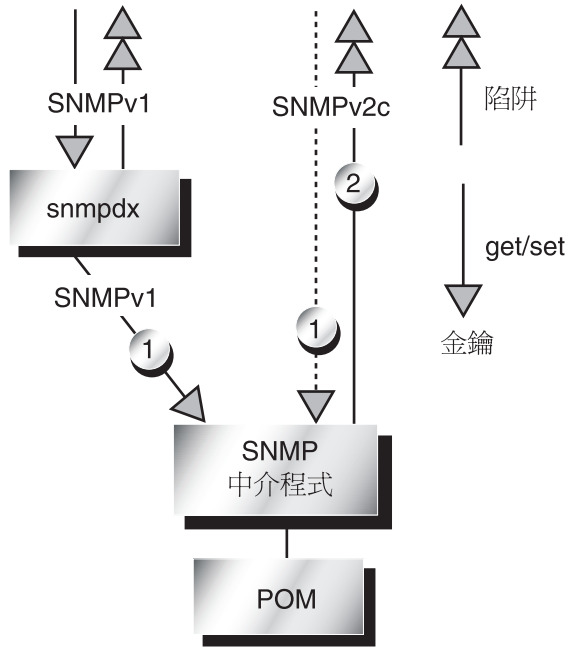 SNMPv1
SNMPv2c
陷阱
2
snmpdx
get/set
SNMPv1
1
1
金鑰
SNMP
中介程式
POM